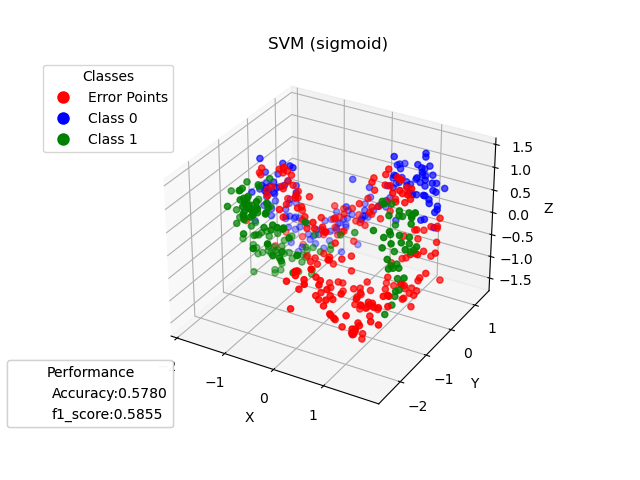 SVM (sigmoid)
Classes
Error Points
Class 0
Class 1
1.5
1.0
0.5
0.0
−0.5
−1.0
−1.5
Z
1
0
−1
−2
Y
−1
0
1
X
Performance
Accuracy:0.5780
f1_score:0.5855